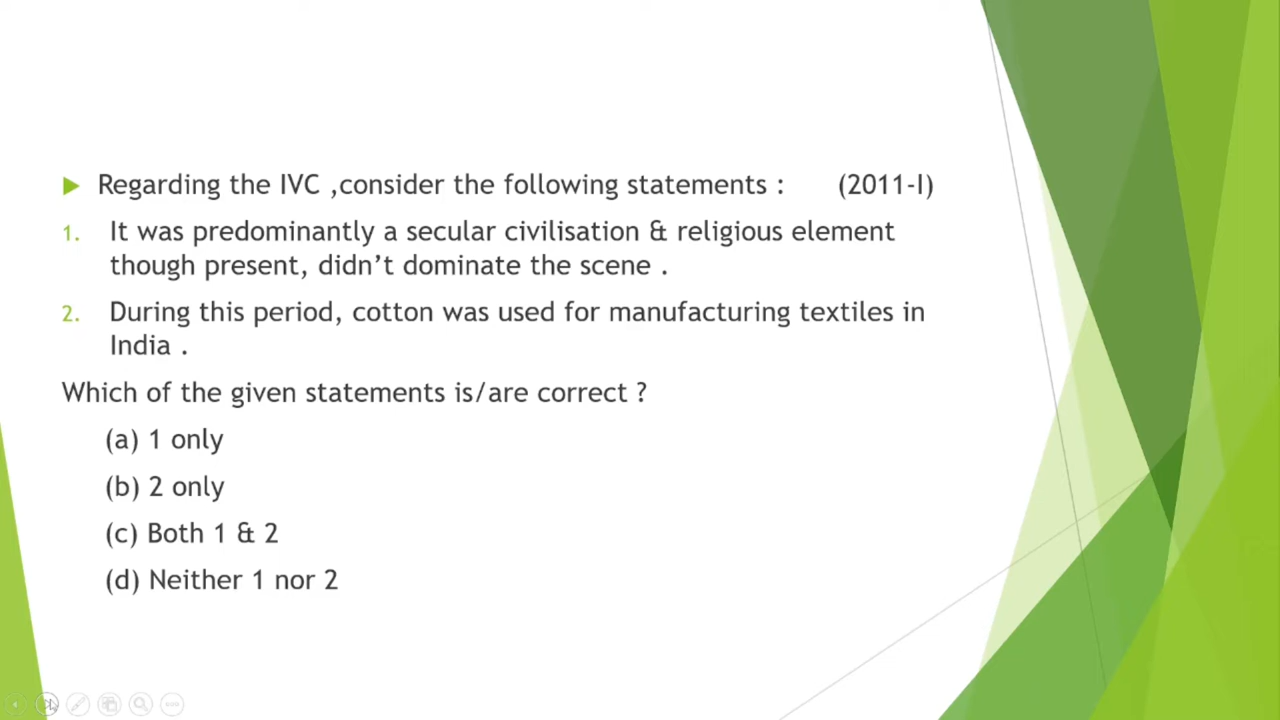 Regarding the IVC ,consider the following statements : (2011-I)
1. It was predominantly a secular civilisation & religious element
though present, didn't dominate the scene .
2. During this period, cotton was used for manufacturing textiles in
India .
Which of the given statements is/are correct ?
(a) 1 only
(b) 2 only
(c) Both 1 & 2
(d) Neither 1 nor 2